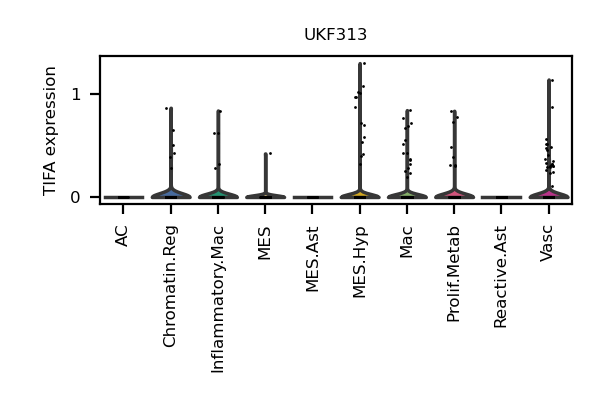 UKF313
TIFA expression
1
0
AC
Chromatin.Reg
Inflammatory.Mac
MES
MES.Ast
MES.Hyp
Mac
Prolif.Metab
Reactive.Ast
Vasc